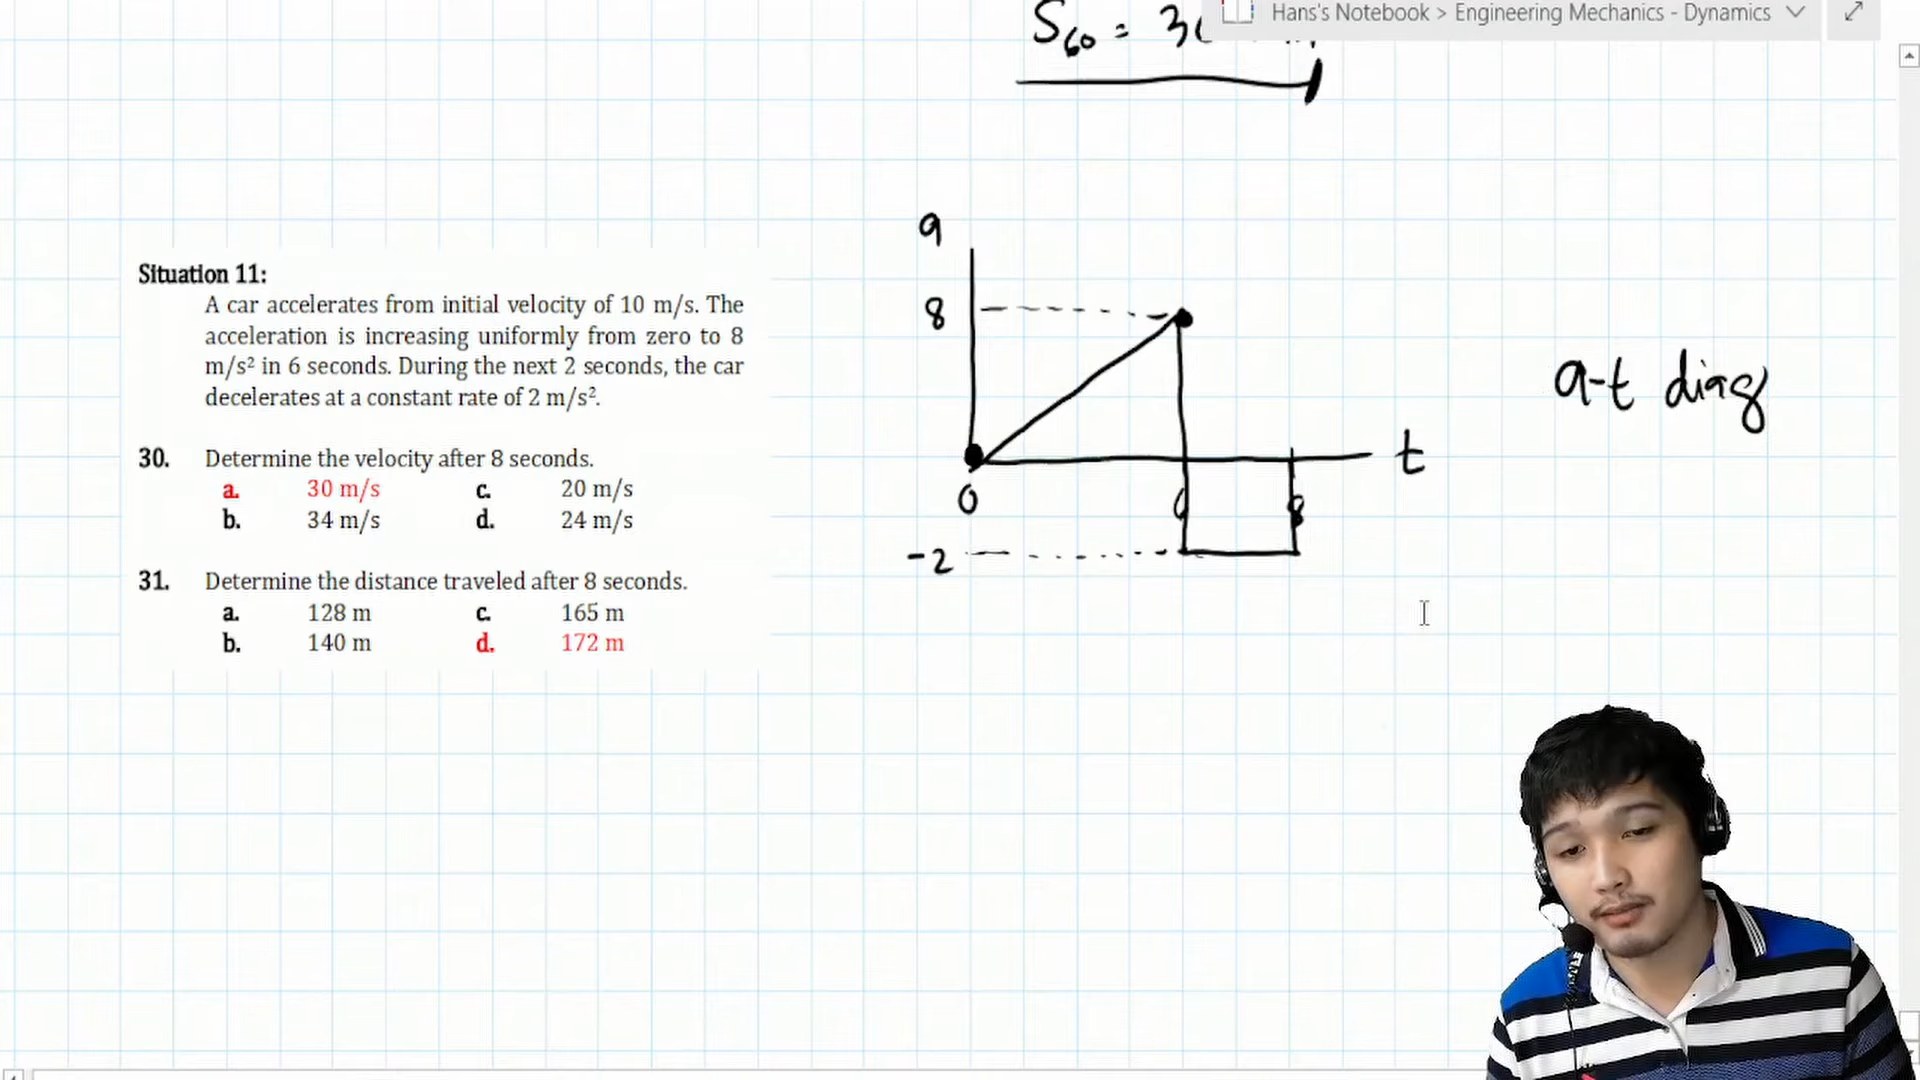 S₆₀ = 3
Hans's Notebook > Engineering Mechanics - Dynamics
Situation 11:
A car accelerates from initial velocity of 10 m/s. The
acceleration is increasing uniformly from zero to 8
m/s² in 6 seconds. During the next 2 seconds, the car
decelerates at a constant rate of 2 m/s².
30. Determine the velocity after 8 seconds.
a. 30 m/s c. 20 m/s
b. 34 m/s d. 24 m/s
31. Determine the distance traveled after 8 seconds.
a. 128 m c. 165 m
b. 140 m d. 172 m
a
8
a-t diag
t
0 6 8
-2